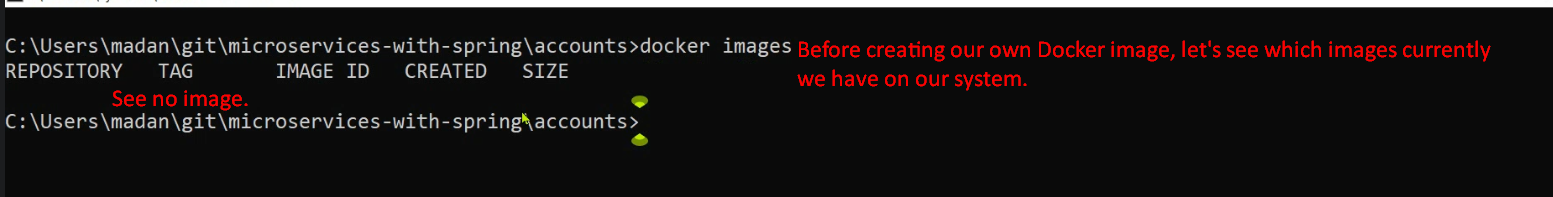 C:\Users\madan\git\microservices-with-spring\accounts>docker images Before creating our own Docker image, let's see which images currently
REPOSITORY TAG IMAGE ID CREATED SIZE we have on our system.
See no image.
C:\Users\madan\git\microservices-with-spring\accounts>